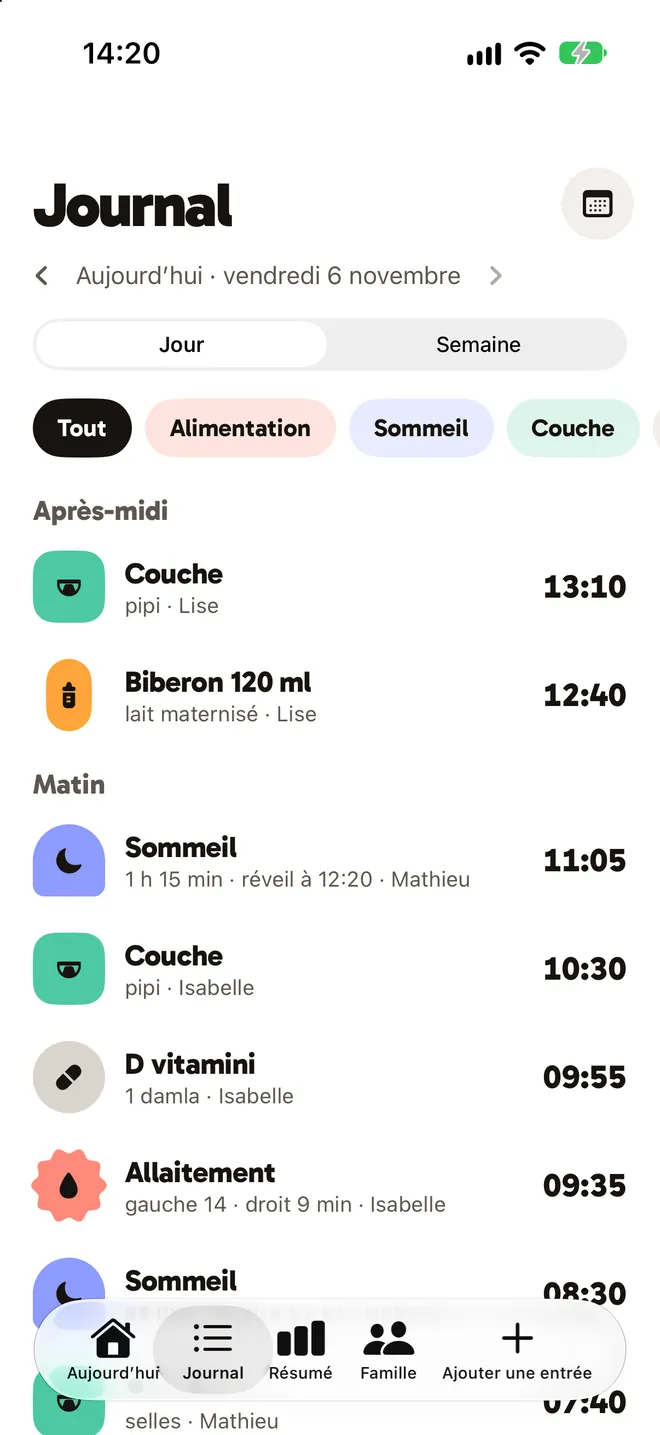 14:20
Journal
Aujourd’hui · vendredi 6 novembre
Jour
Semaine
Tout
Alimentation
Sommeil
Couche
Après-midi
Couche
13:10
pipi · Lise
Biberon 120 ml
12:40
lait maternisé · Lise
Matin
Sommeil
11:05
1 h 15 min · réveil à 12:20 · Mathieu
Couche
10:30
pipi · Isabelle
D vitamini
09:55
1 damla · Isabelle
Allaitement
09:35
gauche 14 · droit 9 min · Isabelle
Sommeil
08:30
Aujourd’hui
Journal
Résumé
Famille
Ajouter une entrée
07:40
selles · Mathieu